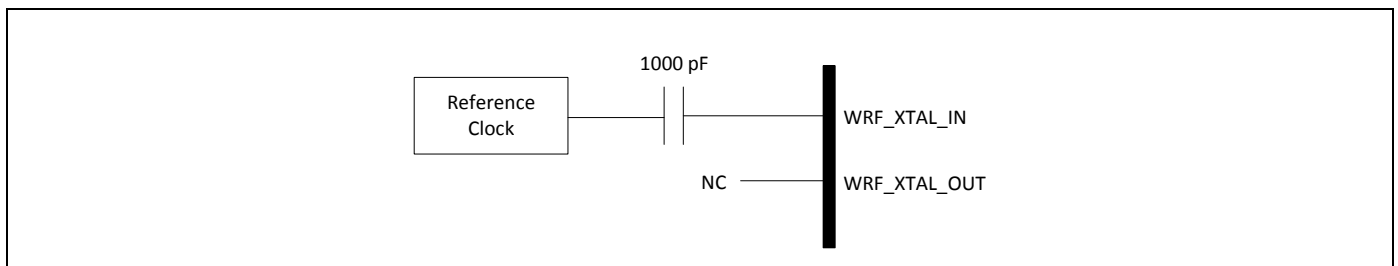 1000 pF
Reference
Clock
WRF_XTAL_IN
NC
WRF_XTAL_OUT